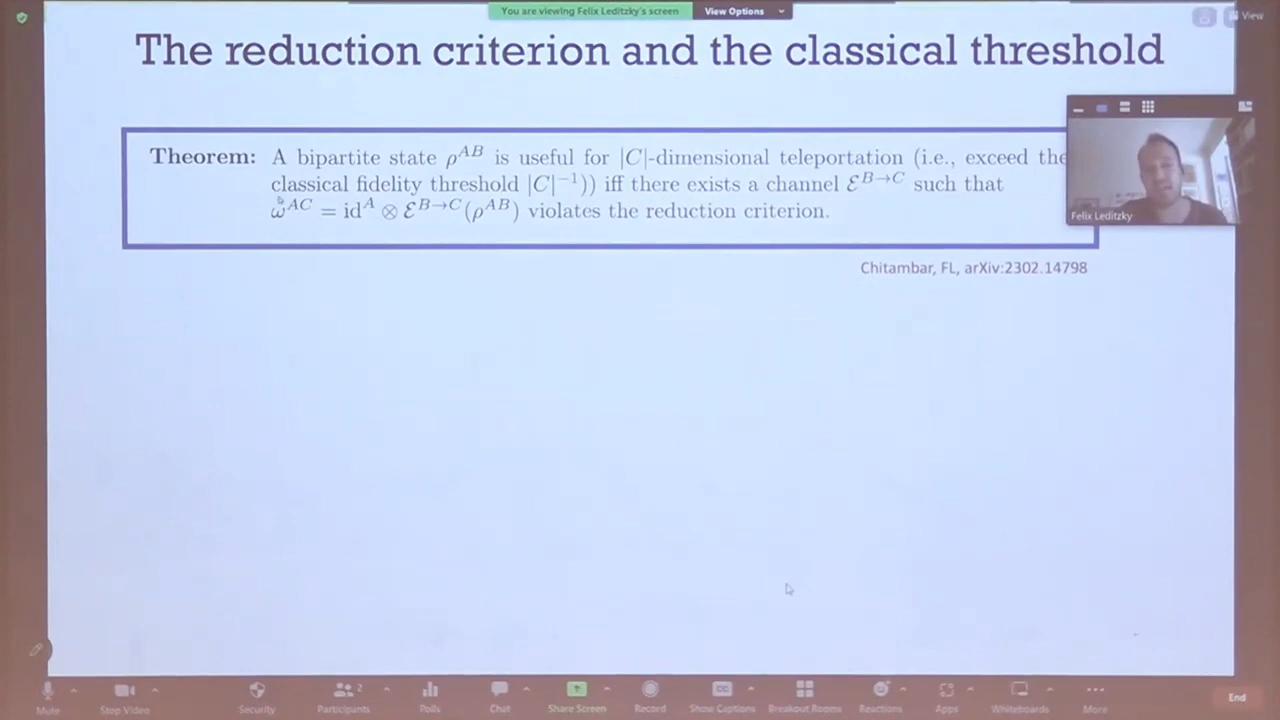 You are viewing Felix Leditzky's screen
View Options
View
The reduction criterion and the classical threshold
Theorem: A bipartite state ρ^{AB} is useful for |C|-dimensional teleportation (i.e., exceed the
classical fidelity threshold |C|^{-1})) iff there exists a channel ℰ^{B→C} such that
ω^{AC} = id^A ⊗ ℰ^{B→C}(ρ^{AB}) violates the reduction criterion.
Felix Leditzky
Chitambar, FL, arXiv:2302.14798
Mute
Stop Video
Security
Participants
2
Polls
Chat
Share Screen
Record
CC
Show Captions
Breakout Rooms
Reactions
Apps
Whiteboards
More
End